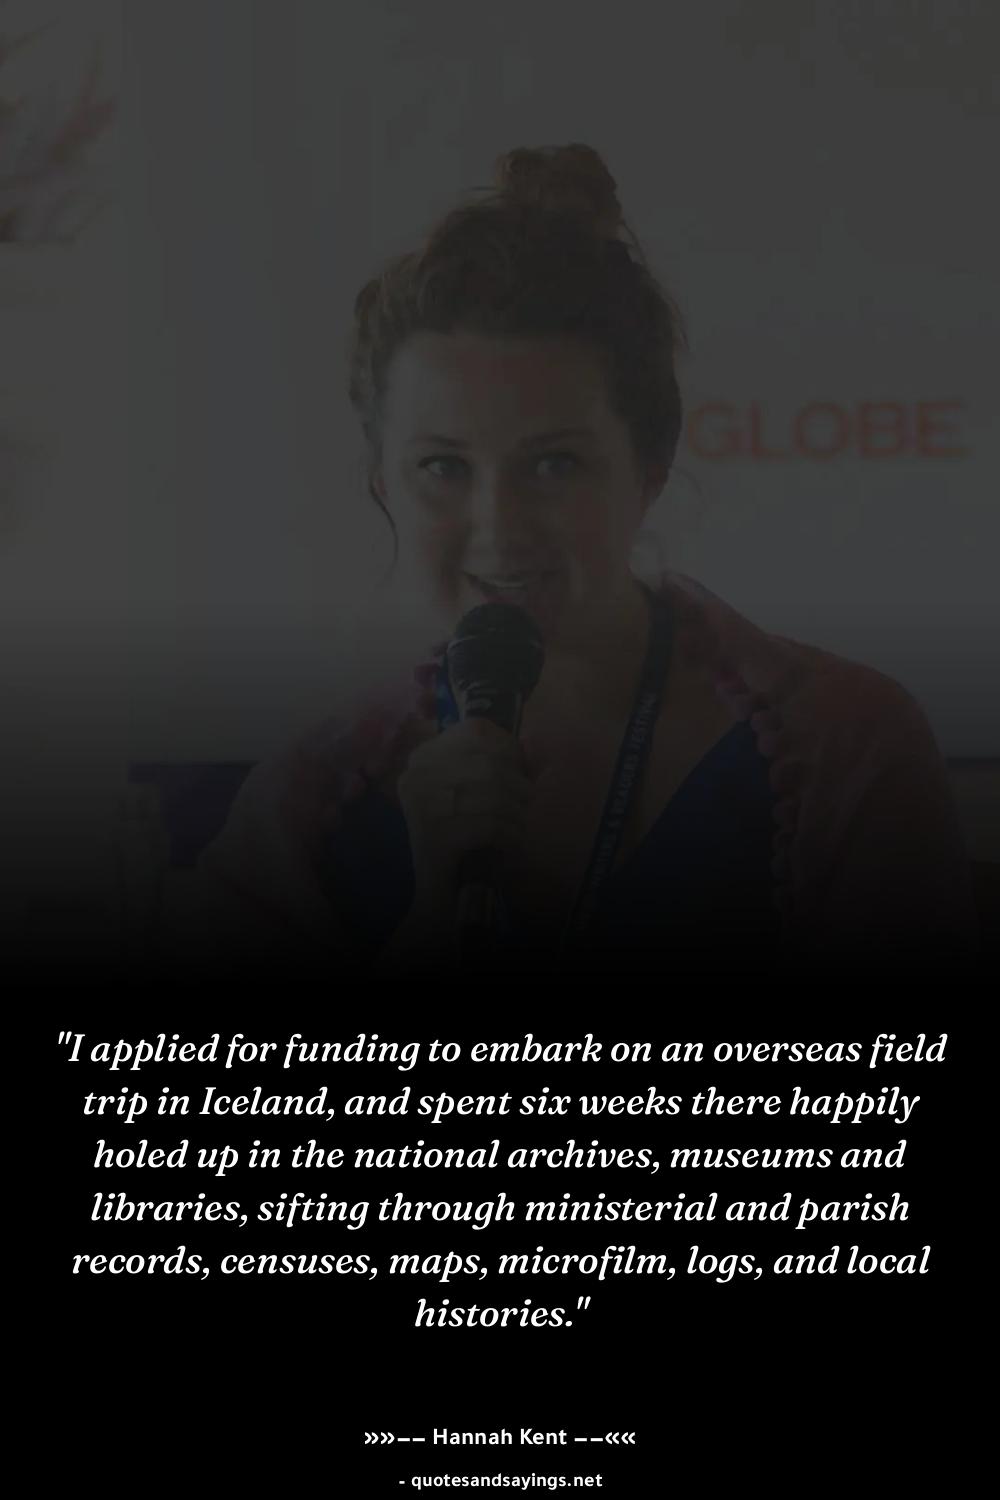 GLOBE
& READERS FESTIVAL
"I applied for funding to embark on an overseas field
trip in Iceland, and spent six weeks there happily
holed up in the national archives, museums and
libraries, sifting through ministerial and parish
records, censuses, maps, microfilm, logs, and local
histories."
»»−− Hannah Kent −−««
- quotesandsayings.net